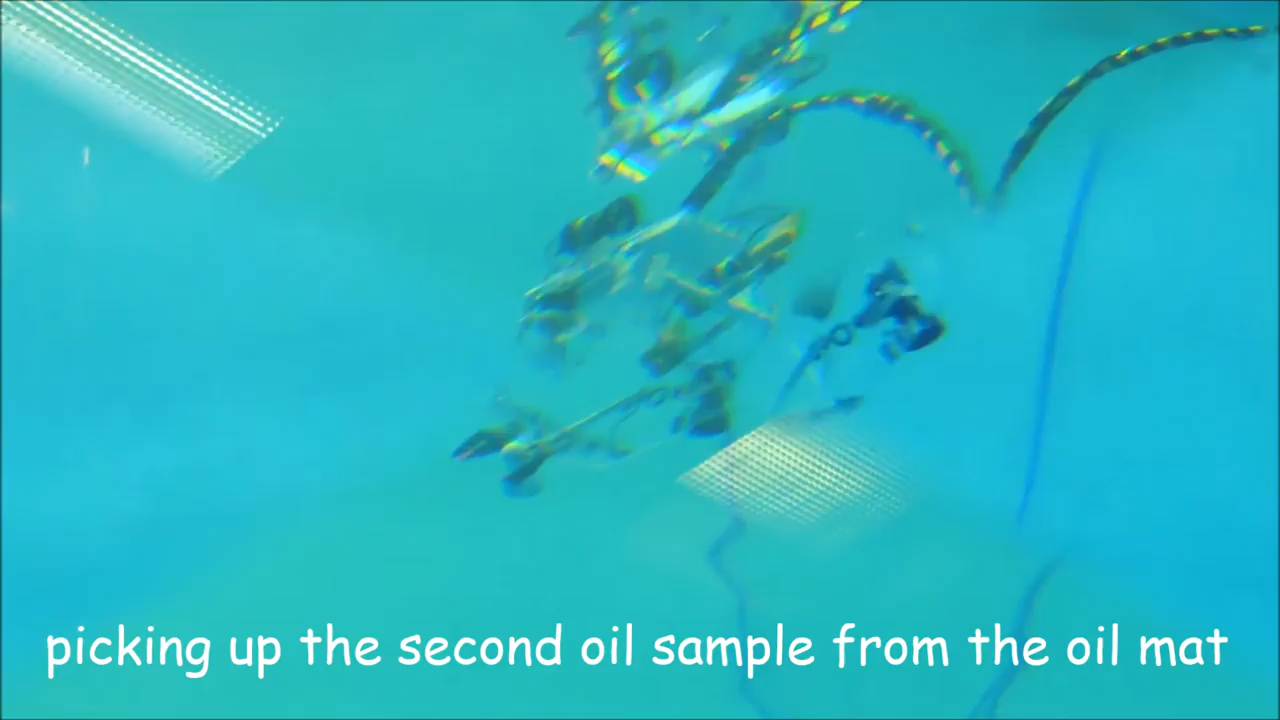 picking up the second oil sample from the oil mat